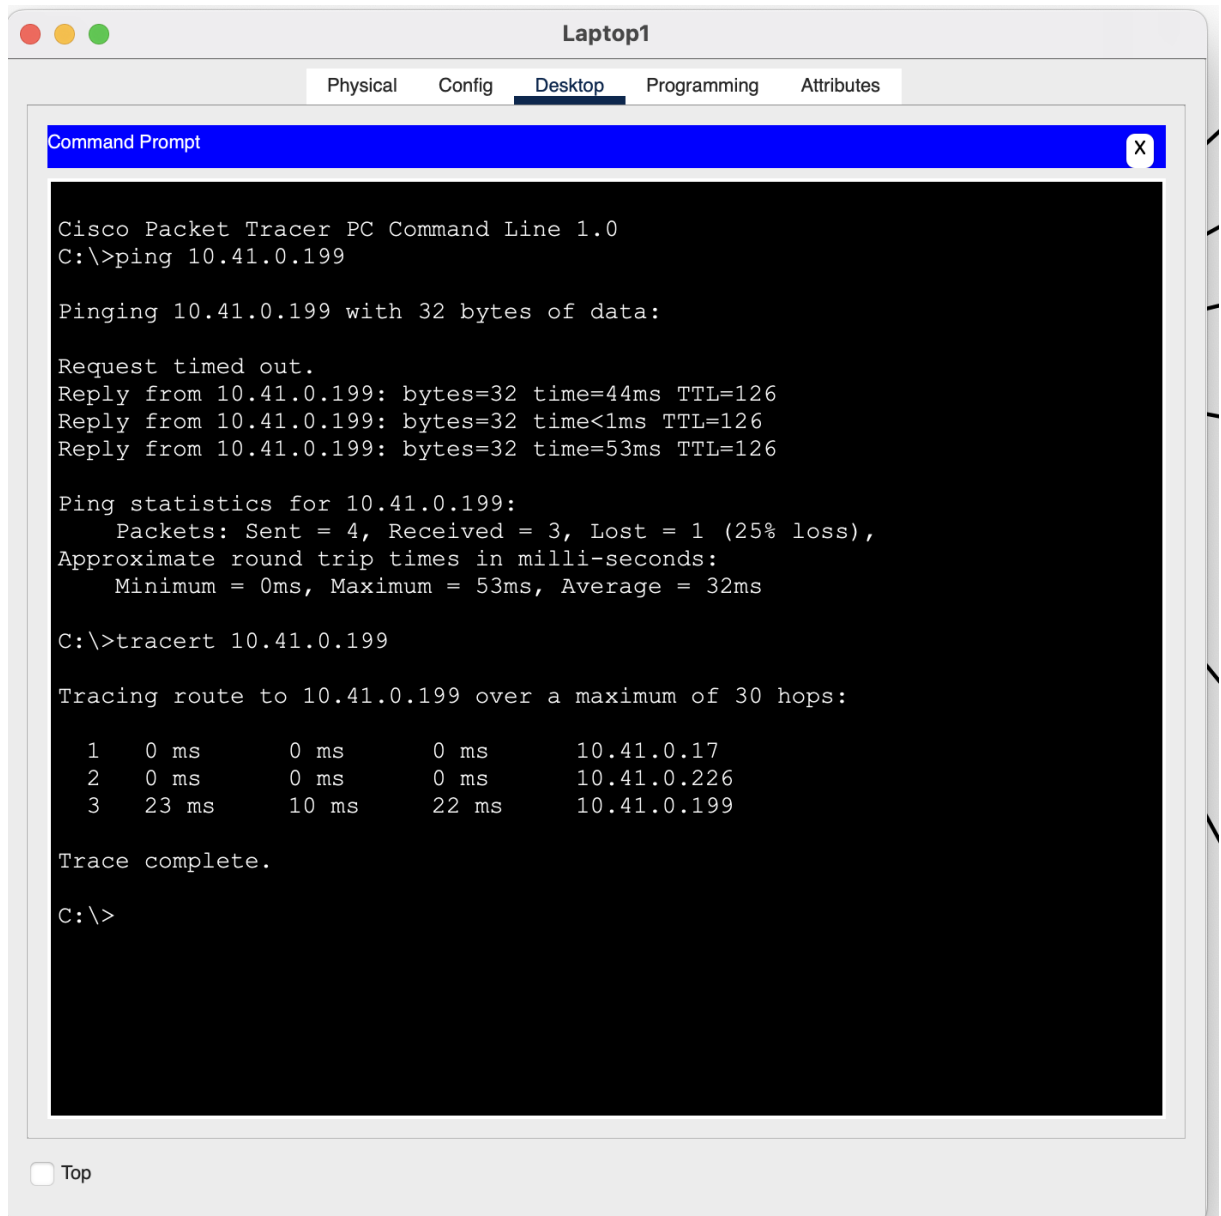 Laptop1
Physical Config Desktop Programming Attributes
Command Prompt
X
Cisco Packet Tracer PC Command Line 1.0
C:\>ping 10.41.0.199
Pinging 10.41.0.199 with 32 bytes of data:
Request timed out.
Reply from 10.41.0.199: bytes=32 time=44ms TTL=126
Reply from 10.41.0.199: bytes=32 time<1ms TTL=126
Reply from 10.41.0.199: bytes=32 time=53ms TTL=126
Ping statistics for 10.41.0.199:
    Packets: Sent = 4, Received = 3, Lost = 1 (25% loss),
Approximate round trip times in milli-seconds:
    Minimum = 0ms, Maximum = 53ms, Average = 32ms
C:\>tracert 10.41.0.199
Tracing route to 10.41.0.199 over a maximum of 30 hops:
  1   0 ms      0 ms      0 ms      10.41.0.17
  2   0 ms      0 ms      0 ms      10.41.0.226
  3   23 ms     10 ms     22 ms     10.41.0.199
Trace complete.
C:\>
Top